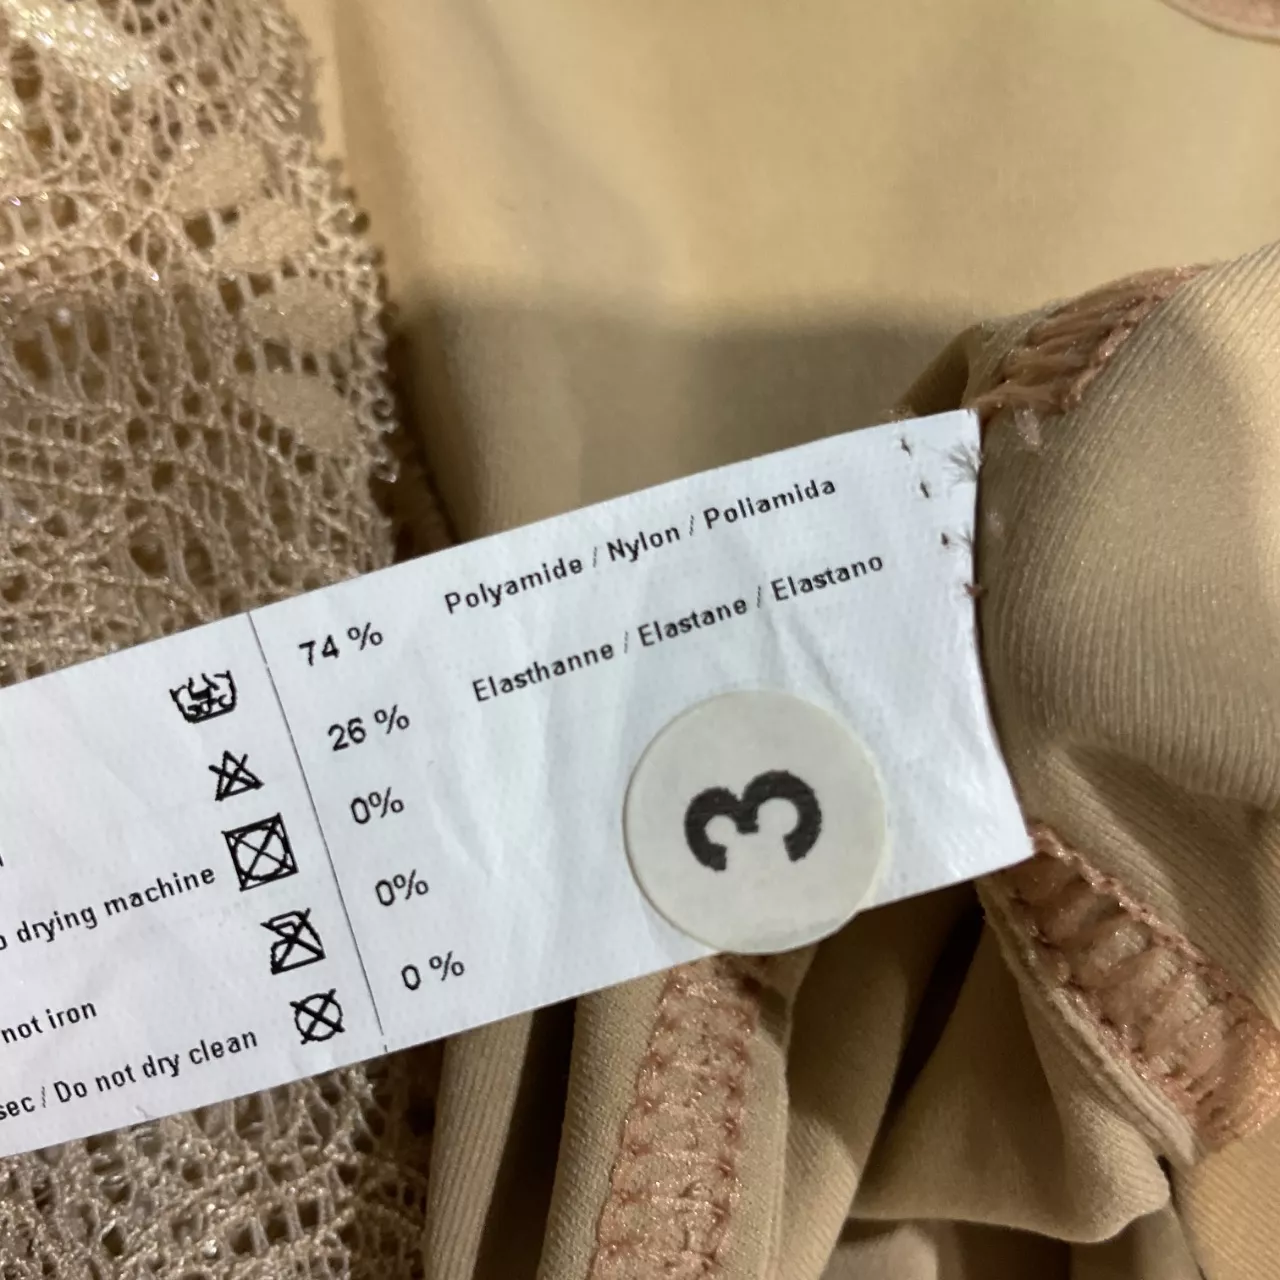 74 % Polyamide / Nylon / Poliamida
26 % Elasthanne / Elastane / Elastano
0%
0%
0 %
3
drying machine
not iron
sec / Do not dry clean